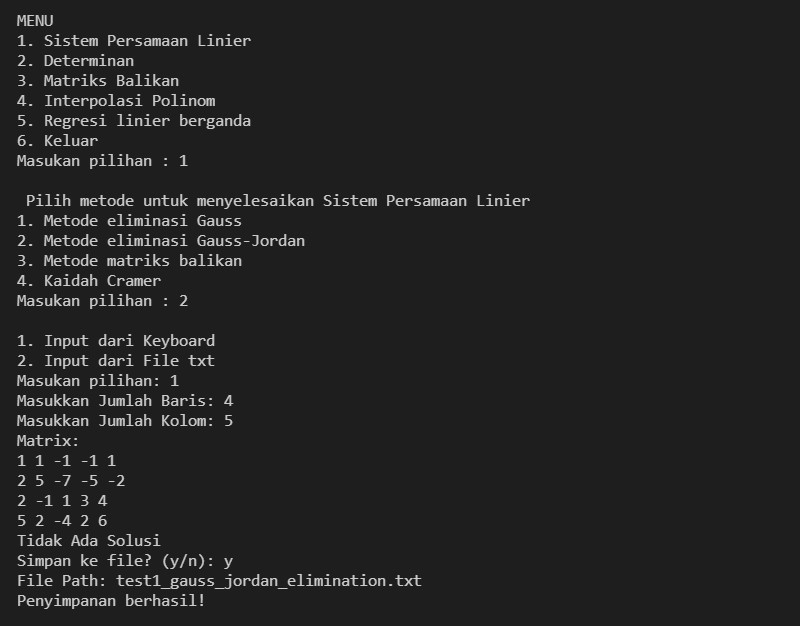 MENU
1. Sistem Persamaan Linier
2. Determinan
3. Matriks Balikan
4. Interpolasi Polinom
5. Regresi linier berganda
6. Keluar
Masukan pilihan : 1
Pilih metode untuk menyelesaikan Sistem Persamaan Linier
1. Metode eliminasi Gauss
2. Metode eliminasi Gauss-Jordan
3. Metode matriks balikan
4. Kaidah Cramer
Masukan pilihan : 2
1. Input dari Keyboard
2. Input dari File txt
Masukan pilihan: 1
Masukkan Jumlah Baris: 4
Masukkan Jumlah Kolom: 5
Matrix:
1 1 -1 -1 1
2 5 -7 -5 -2
2 -1 1 3 4
5 2 -4 2 6
Tidak Ada Solusi
Simpan ke file? (y/n): y
File Path: test1_gauss_jordan_elimination.txt
Penyimpanan berhasil!